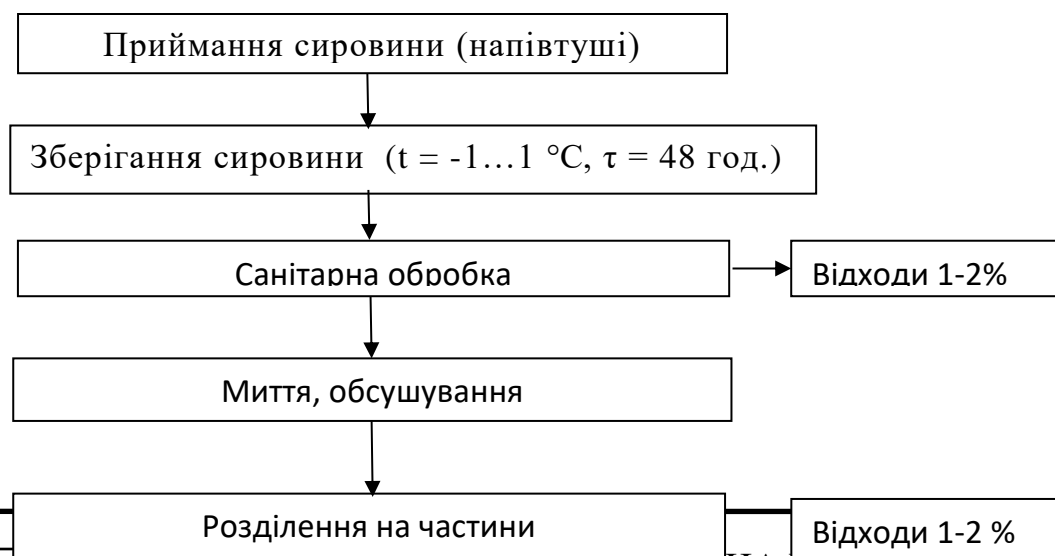 Приймання сировини (напівтуші)
Зберігання сировини (t = -1…1 °C, τ = 48 год.)
Санітарна обробка
Відходи 1-2%
Миття, обсушування
Розділення на частини
Відходи 1-2 %